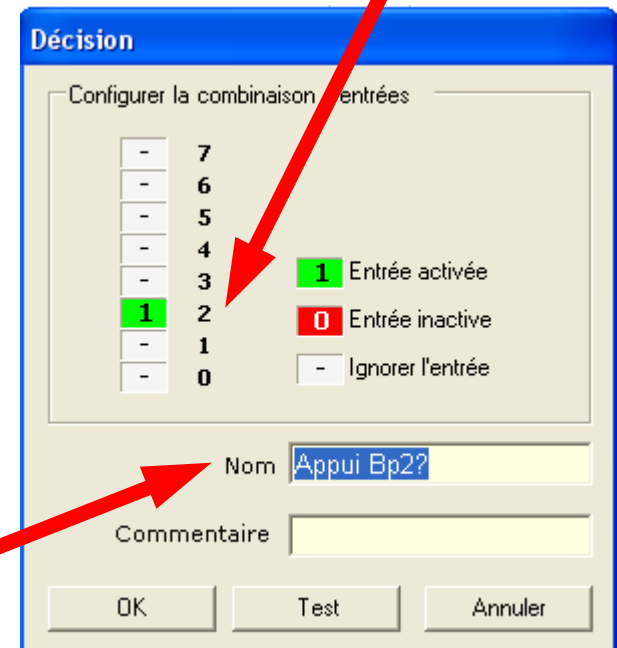 Décision
Configurer la combinaison entrées
- 7
- 6
- 5
- 4
- 3
1 2
- 1
- 0
1 Entrée activée
0 Entrée inactive
- Ignorer l'entrée
Nom Appui Bp2?
Commentaire
OK Test Annuler